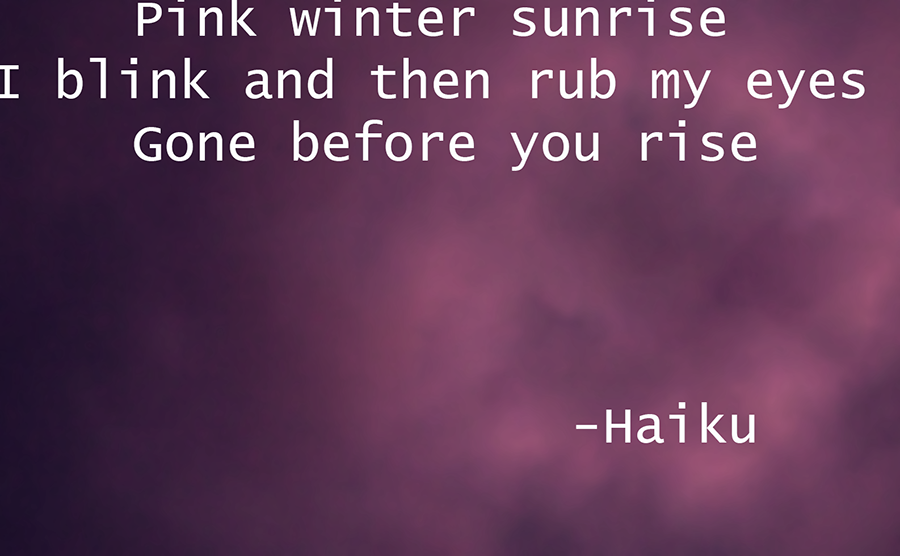 Pink winter sunrise
I blink and then rub my eyes
Gone before you rise
-Haiku